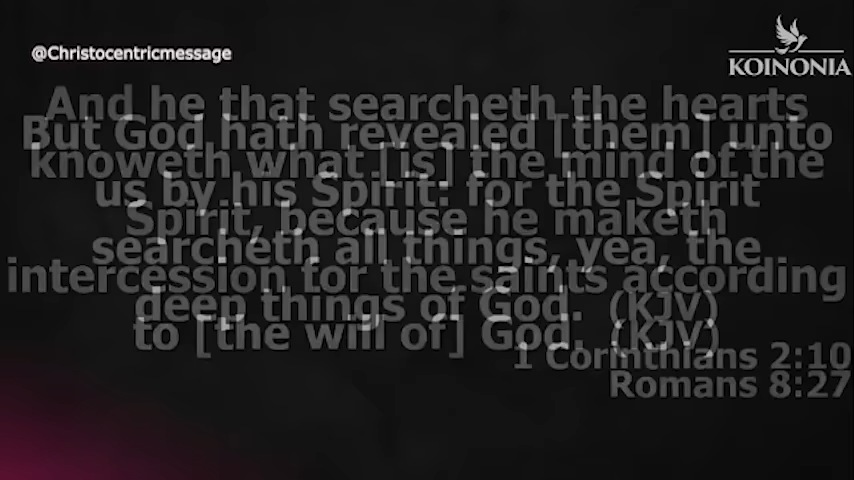 @Christocentricmessage
KOINONIA
And he that searcheth the hearts
But God hath revealed [them] unto
knoweth what [is] the mind of the
us by his Spirit: for the Spirit
Spirit, because he maketh
searcheth all things, yea, the
intercession for the saints according
deep things of God. (KJV)
to [the will of] God. (KJV)
1 Corinthians 2:10
Romans 8:27